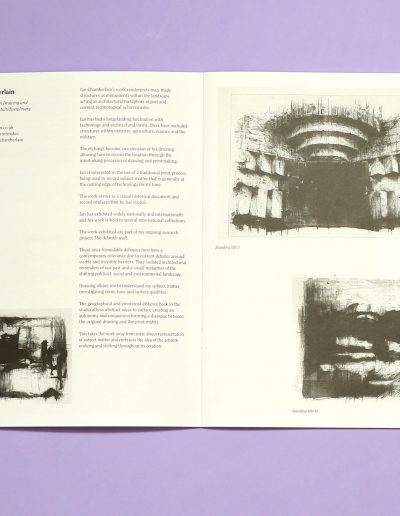 erlain
n Drawing and
Multidisciplinary
n.co.uk
chamberlain
Ian Chamberlain's work reinterprets man-made
structures as monuments within the landscape
acting as architectural metaphors of past and
current technological achievements.
Ian has had a longstanding fascination with
technology and architectural forms, these have included
structures within industry, agriculture, science and the
military.
The etchings become an extension of his drawing
allowing him to record the location through the
intertwining processes of drawing and printmaking.
Ian is interested in the use of a traditional print process
being used to record subject matter that is generally at
the cutting edge of technology for its time.
The work serves as a visual historical document and
record of places that he has visited.
Ian has exhibited widely nationally and internationally
and his work is held in several international collections.
The work exhibited are part of my ongoing research
project The Atlantic wall.
These once formidable defences now have a
contemporary relevance due to current debates around
visible and invisible barriers. They isolated architectural
reminders of our past and a visual metaphor of the
shifting political, social and environmental landscape.
Drawing allows me to understand my subject matter,
investigating form, tone and surface qualities.
The geographical and emotional distance back in the
studio allows abstract ideas to surface creating an
autonomy and uniqueness forming a dialogue between
the original drawing and the print matrix.
This takes the work away from mere direct representation
of subject matter and embraces the idea of the artwork
evolving and shifting throughout its creation.
Standing Idle I
Standing Idle II